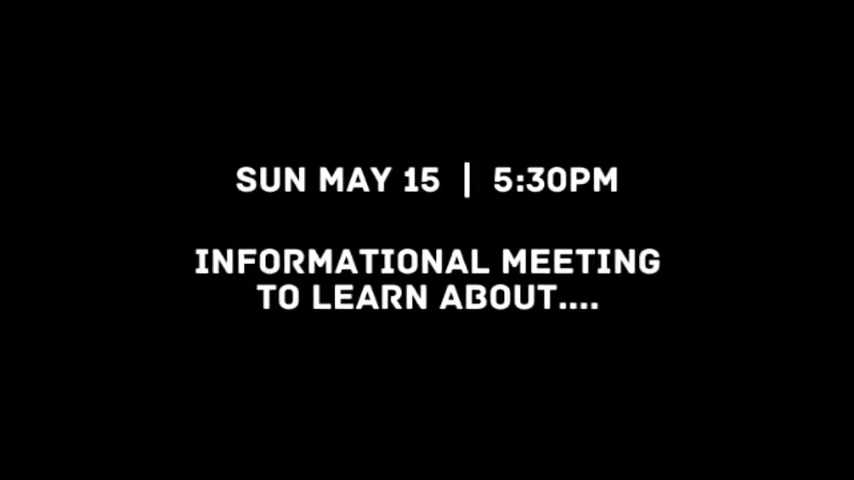 SUN MAY 15 | 5:30PM
INFORMATIONAL MEETING
TO LEARN ABOUT....